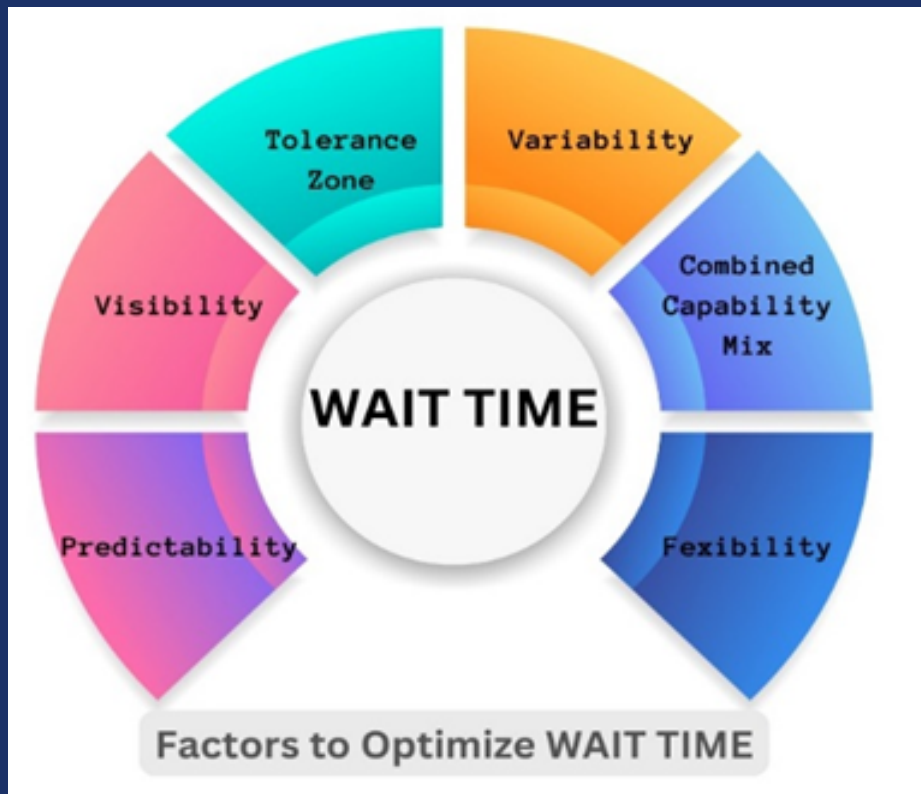 Tolerance
Zone
Variability
Visibility
Combined
Capability
Mix
WAIT TIME
Predictability
Fexibility
Factors to Optimize WAIT TIME